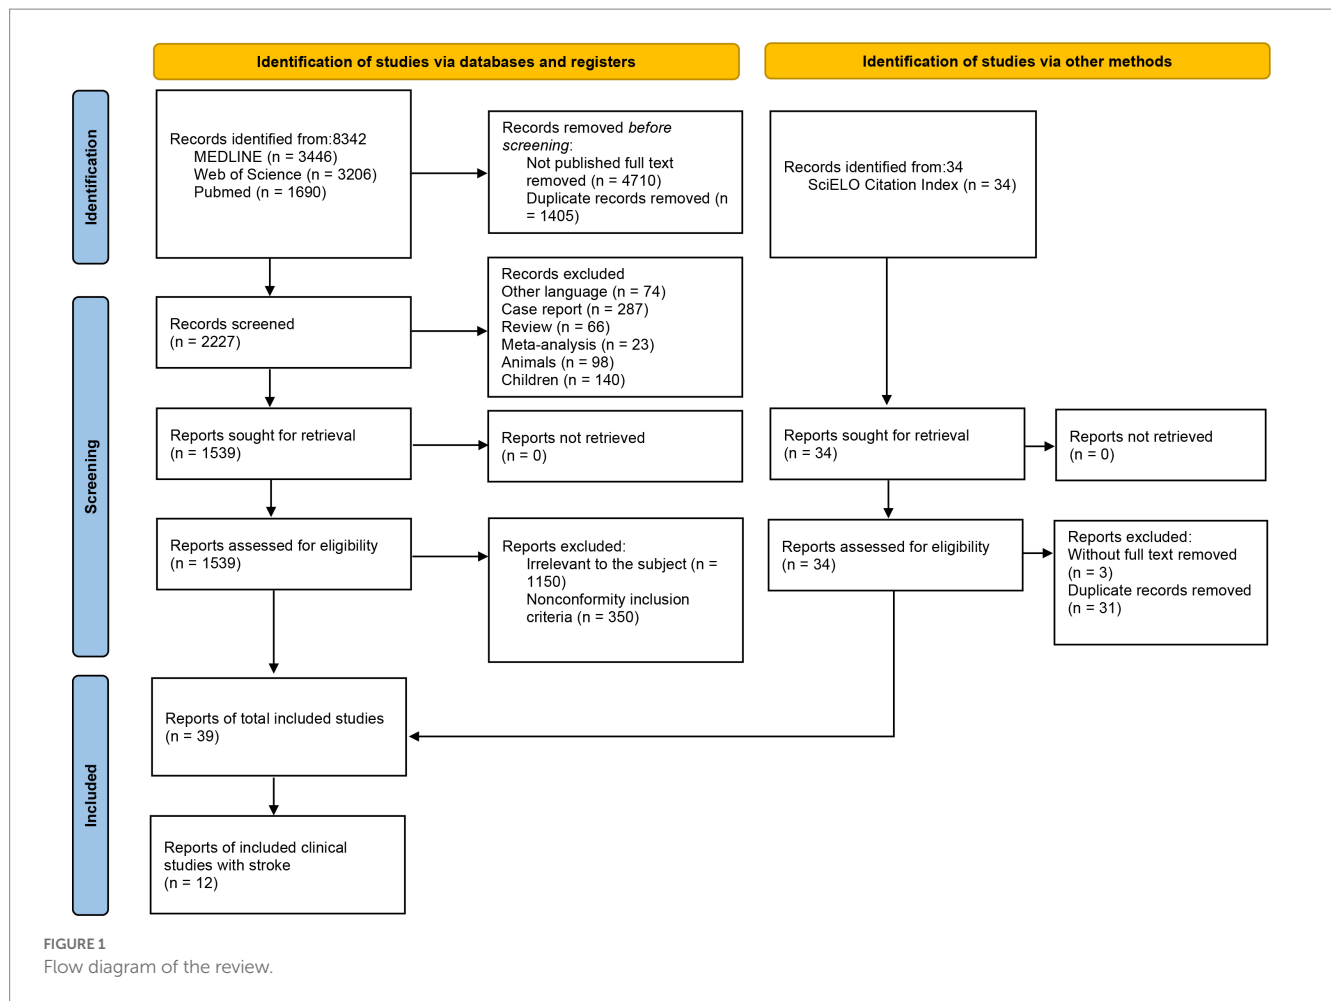 Identification of studies via databases and registers
Identification of studies via other methods
Identification
Records identified from:8342
MEDLINE (n = 3446)
Web of Science (n = 3206)
Pubmed (n = 1690)
Records removed before
screening:
Not published full text
removed (n = 4710)
Duplicate records removed (n
= 1405)
Records identified from:34
SciELO Citation Index (n = 34)
Screening
Records screened
(n = 2227)
Records excluded
Other language (n = 74)
Case report (n = 287)
Review (n = 66)
Meta-analysis (n = 23)
Animals (n = 98)
Children (n = 140)
Reports sought for retrieval
(n = 1539)
Reports not retrieved
(n = 0)
Reports sought for retrieval
(n = 34)
Reports not retrieved
(n = 0)
Reports assessed for eligibility
(n = 1539)
Reports excluded:
Irrelevant to the subject (n =
1150)
Nonconformity inclusion
criteria (n = 350)
Reports assessed for eligibility
(n = 34)
Reports excluded:
Without full text removed
(n = 3)
Duplicate records removed
(n = 31)
Included
Reports of total included studies
(n = 39)
Reports of included clinical
studies with stroke
(n = 12)
FIGURE 1
Flow diagram of the review.